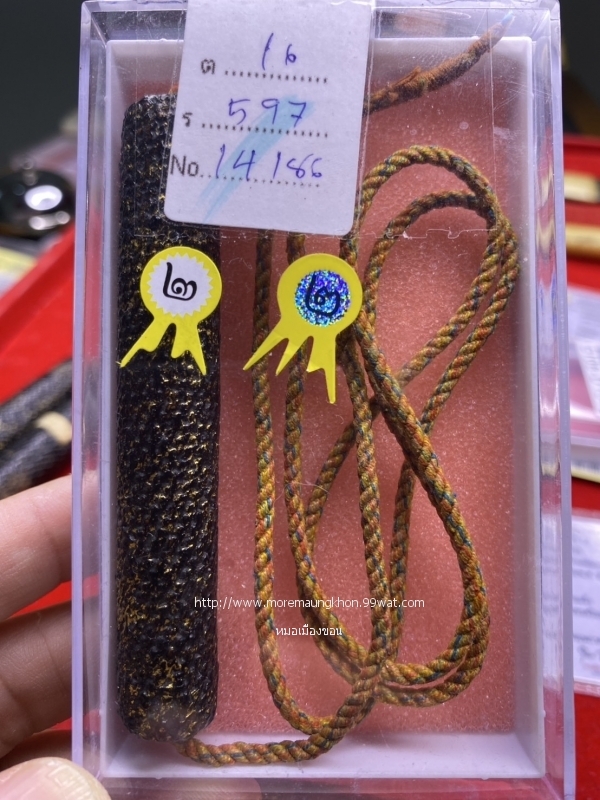 ต ........ 16
ร ........ 597
No. 14186
๒
๒
http://www.moremaungkhon.99wat.com
หมอเมืองขอน